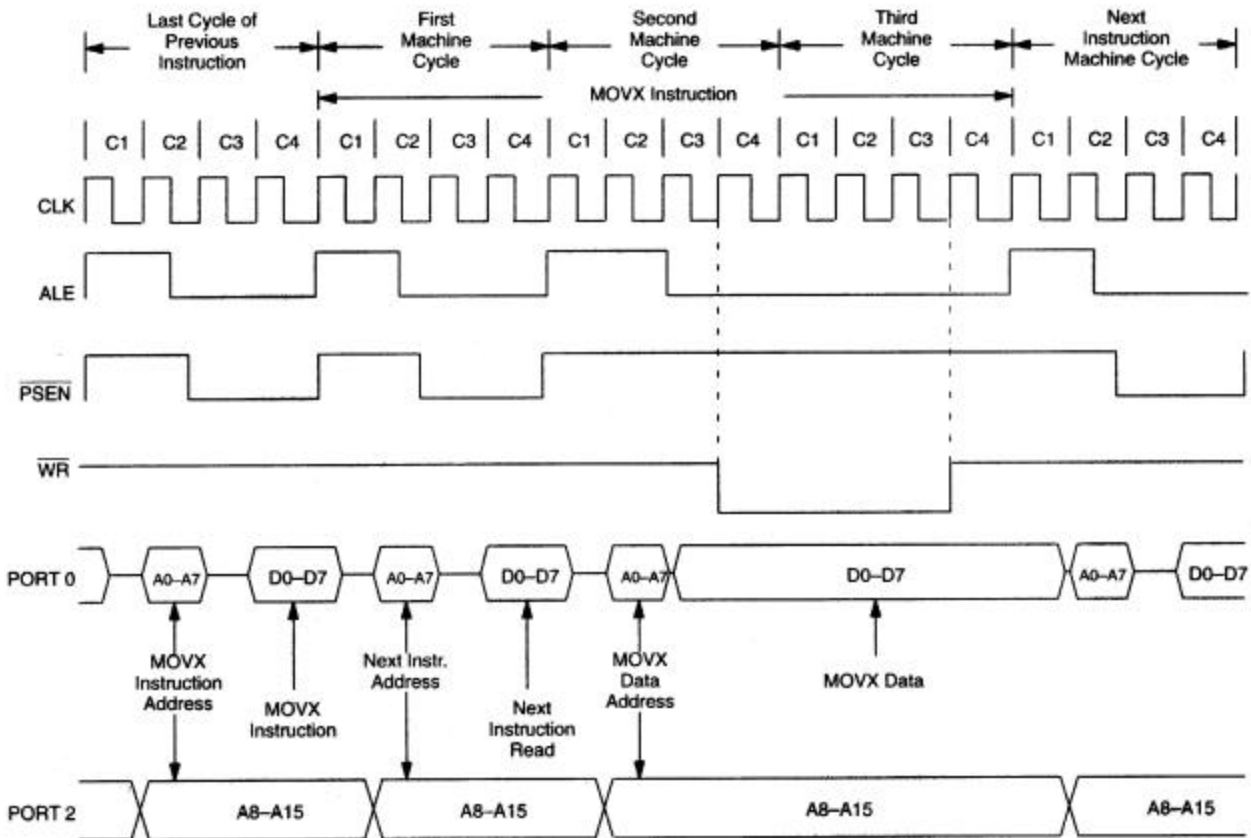 Last Cycle of
Previous
Instruction
First
Machine
Cycle
Second
Machine
Cycle
Third
Machine
Cycle
Next
Instruction
Machine Cycle
MOVX Instruction
C1 C2 C3 C4 C1 C2 C3 C4 C1 C2 C3 C4 C1 C2 C3 C4 C1 C2 C3 C4
CLK
ALE
PSEN
WR
PORT 0
A0–A7 D0–D7 A0–A7 D0–D7 A0–A7 D0–D7 A0–A7 D0–D7
MOVX
Instruction
Address
MOVX
Instruction
Next Instr.
Address
Next
Instruction
Read
MOVX
Data
Address
MOVX Data
PORT 2
A8–A15 A8–A15 A8–A15 A8–A15